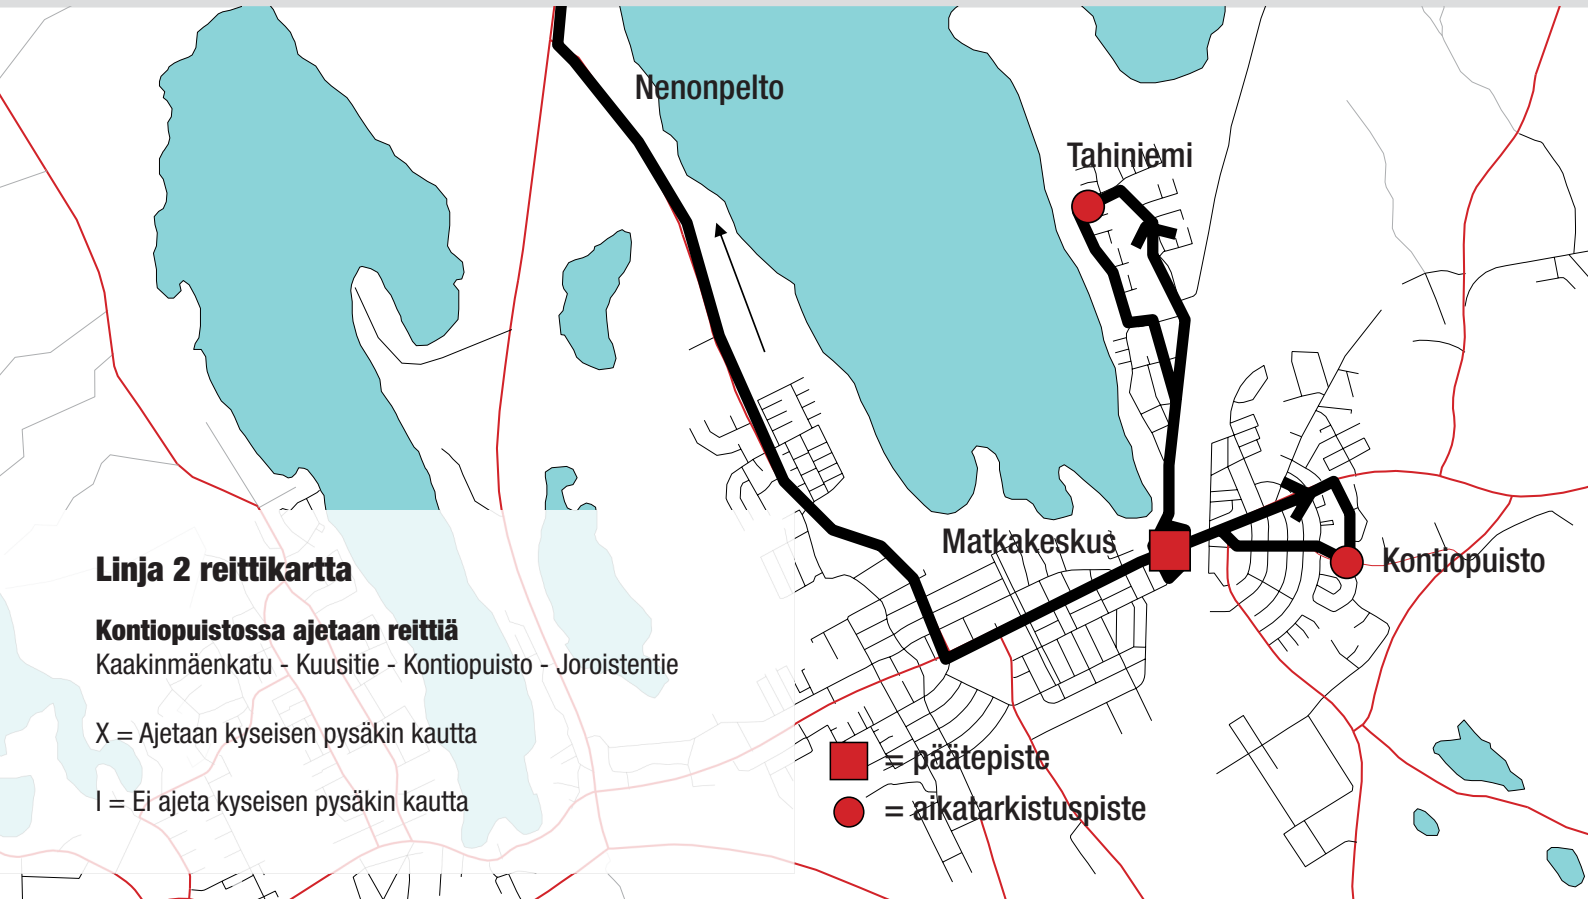 Nenonpelto
Tahiniemi
Matkakeskus
Kontiopuisto
Linja 2 reittikartta
Kontiopuistossa ajetaan reittiä
Kaakinmäenkatu - Kuusitie - Kontiopuisto - Joroistentie
X = Ajetaan kyseisen pysäkin kautta
I = Ei ajeta kyseisen pysäkin kautta
= päätepiste
= aikatarkistuspiste